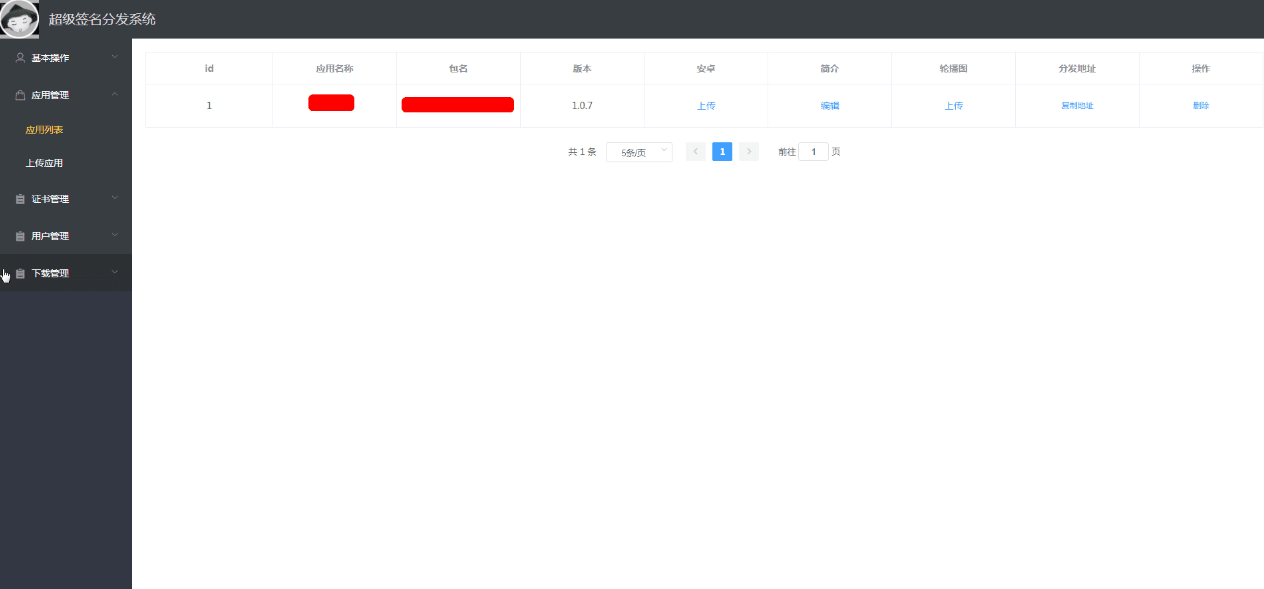 超级签名分发系统
基本操作
应用管理
应用列表
上传应用
证书管理
用户管理
下载管理
id 应用名称 包名 版本 安卓 简介 轮播图 分发地址 操作
1 1.0.7 上传 编辑 上传 复制地址 删除
共 1 条 5条/页 1 前往 1 页